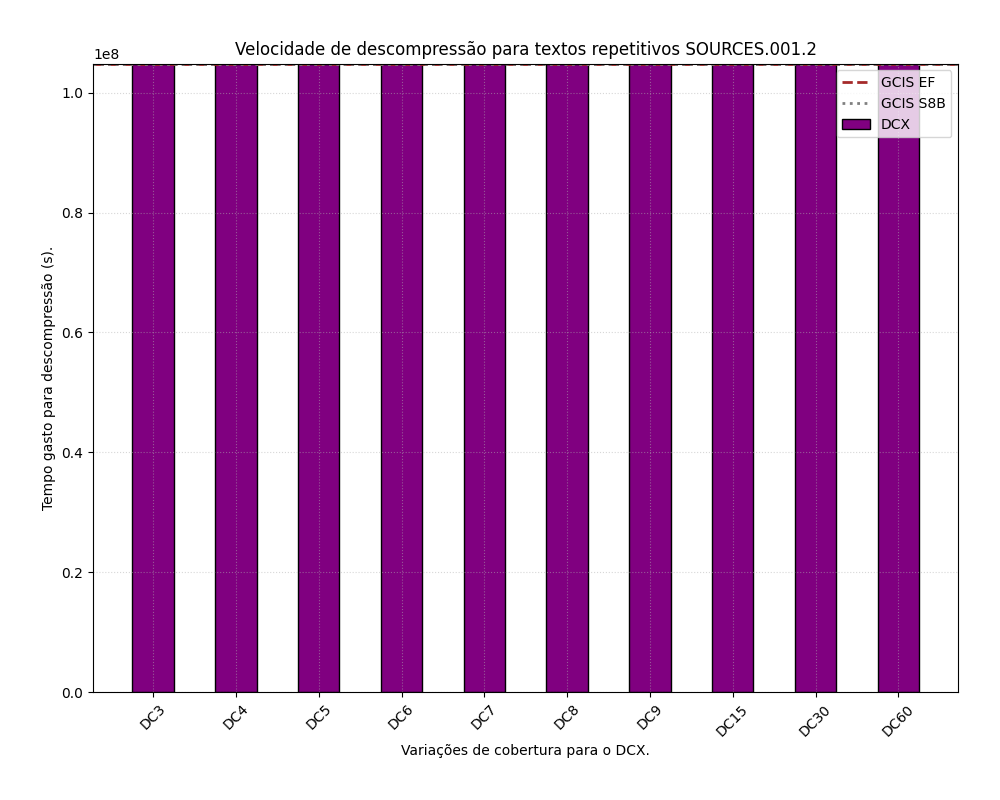 Velocidade de descompressão para textos repetitivos SOURCES.001.2
1e8
1.0
0.8
0.6
0.4
0.2
0.0
Tempo gasto para descompressão (s).
GCIS EF
GCIS S8B
DCX
DC3
DC4
DC5
DC6
DC7
DC8
DC9
DC15
DC30
DC60
Variações de cobertura para o DCX.